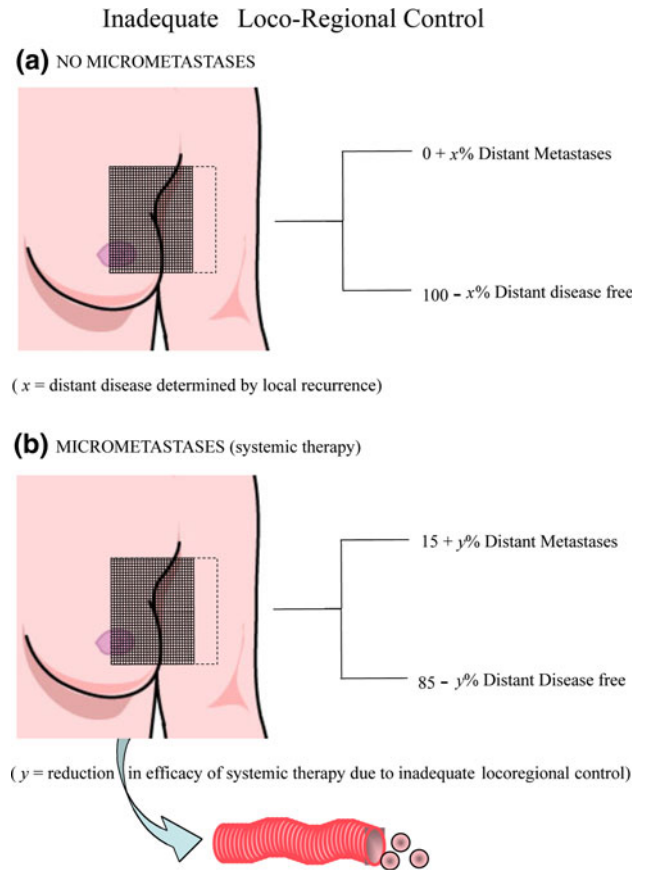 Inadequate Loco-Regional Control
(a) NO MICROMETASTASES
0 + x% Distant Metastases
100 – x% Distant disease free
( x = distant disease determined by local recurrence)
(b) MICROMETASTASES (systemic therapy)
15 + y% Distant Metastases
85 – y% Distant Disease free
( y = reduction in efficacy of systemic therapy due to inadequate locoregional control)